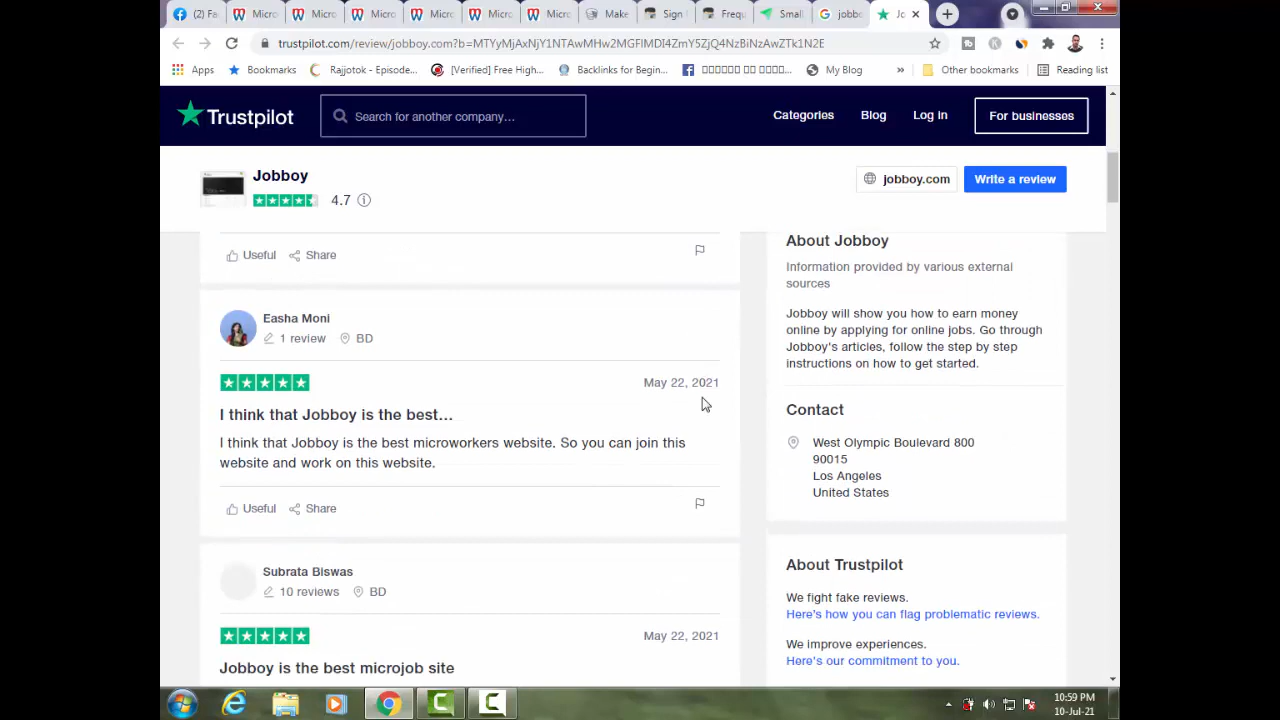 (2) Fa
Micro
Micro
Micro
Micro
Micro
Micro
Make
Sign
Frequ
Small
jobbo
Jo
trustpilot.com/review/jobboy.com?b=MTYyMjAxNjY1NTAwMHw2MGFlMDI4ZmY5ZjQ4NzBiNzAwZTk1N2E
Apps
Bookmarks
Rajjotok - Episode...
[Verified] Free High...
Backlinks for Begin...
My Blog
»
Other bookmarks
Reading list
Trustpilot
Search for another company...
Categories
Blog
Log in
For businesses
Jobboy
4.7
jobboy.com
Write a review
Useful
Share
Easha Moni
1 review
BD
May 22, 2021
I think that Jobboy is the best...
I think that Jobboy is the best microworkers website. So you can join this
website and work on this website.
Useful
Share
Subrata Biswas
10 reviews
BD
May 22, 2021
Jobboy is the best microjob site
About Jobboy
Information provided by various external
sources
Jobboy will show you how to earn money
online by applying for online jobs. Go through
Jobboy's articles, follow the step by step
instructions on how to get started.
Contact
West Olympic Boulevard 800
90015
Los Angeles
United States
About Trustpilot
We fight fake reviews.
Here's how you can flag problematic reviews.
We improve experiences.
Here's our commitment to you.
10:59 PM
10-Jul-21